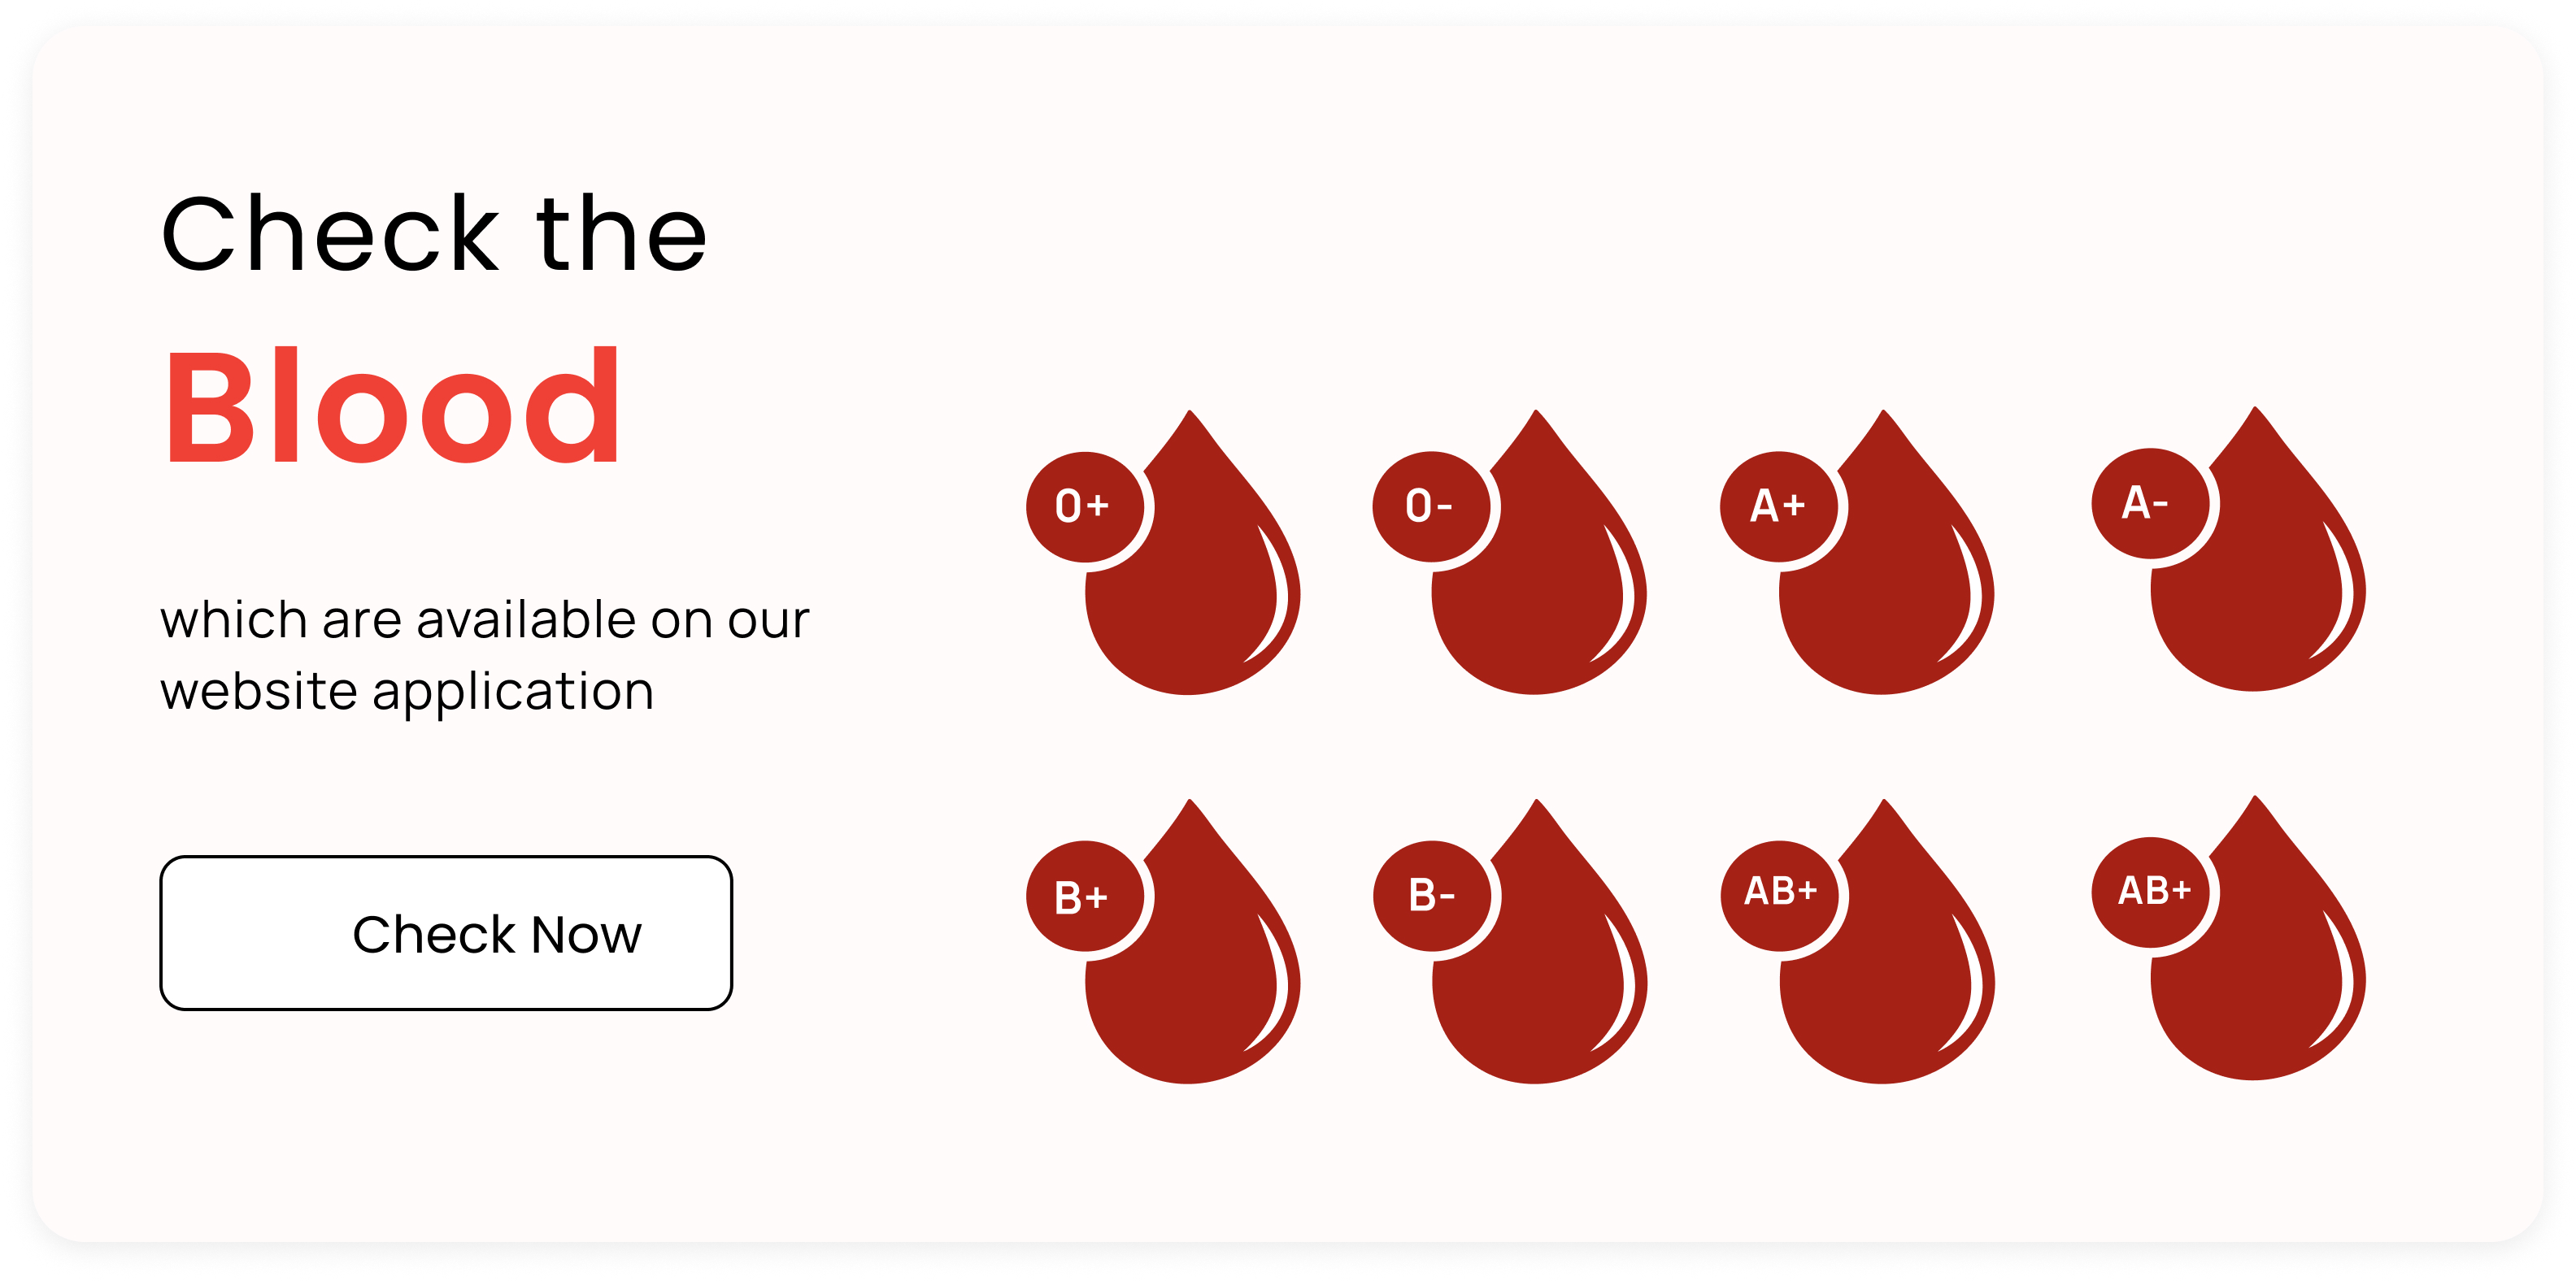 Check the
Blood
which are available on our
website application
Check Now
O+
O-
A+
A-
B+
B-
AB+
AB+